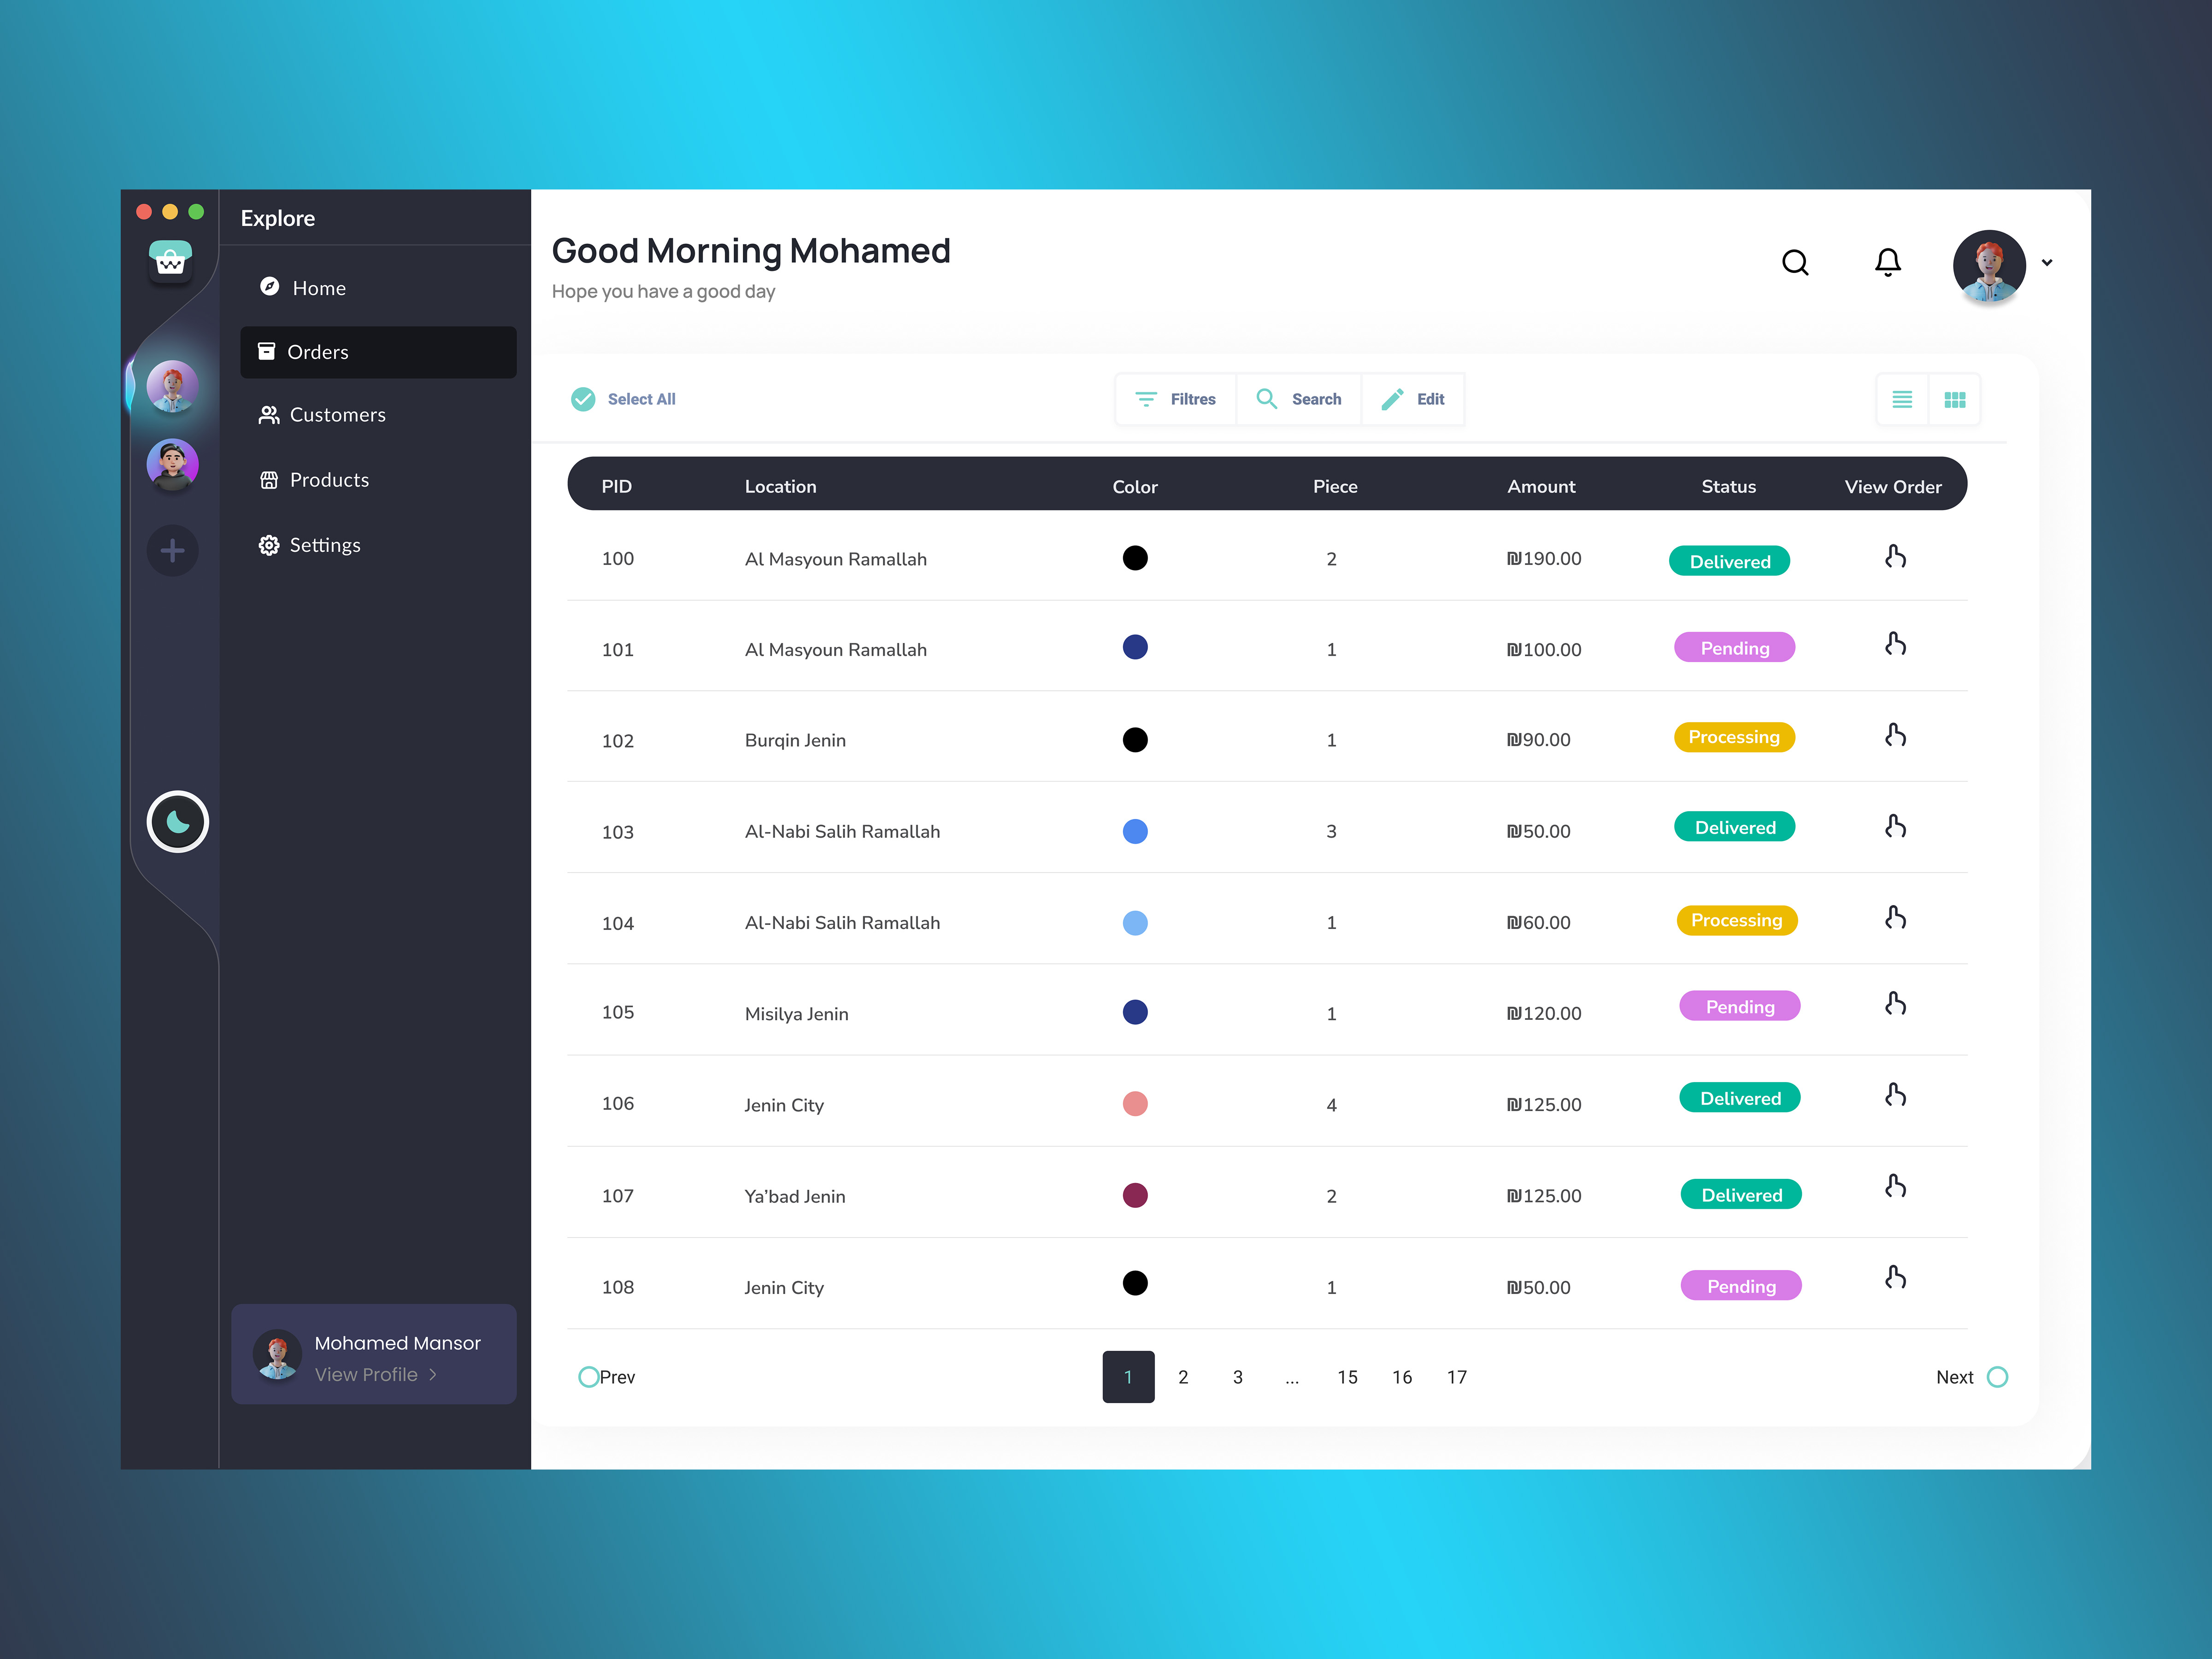 Explore
Home
Orders
Customers
Products
Settings
Mohamed Mansor
View Profile
Good Morning Mohamed
Hope you have a good day
Select All
Filtres Search Edit
PID Location Color Piece Amount Status View Order
100 Al Masyoun Ramallah 2 ₪190.00 Delivered
101 Al Masyoun Ramallah 1 ₪100.00 Pending
102 Burqin Jenin 1 ₪90.00 Processing
103 Al-Nabi Salih Ramallah 3 ₪50.00 Delivered
104 Al-Nabi Salih Ramallah 1 ₪60.00 Processing
105 Misilya Jenin 1 ₪120.00 Pending
106 Jenin City 4 ₪125.00 Delivered
107 Ya’bad Jenin 2 ₪125.00 Delivered
108 Jenin City 1 ₪50.00 Pending
Prev 1 2 3 ... 15 16 17 Next